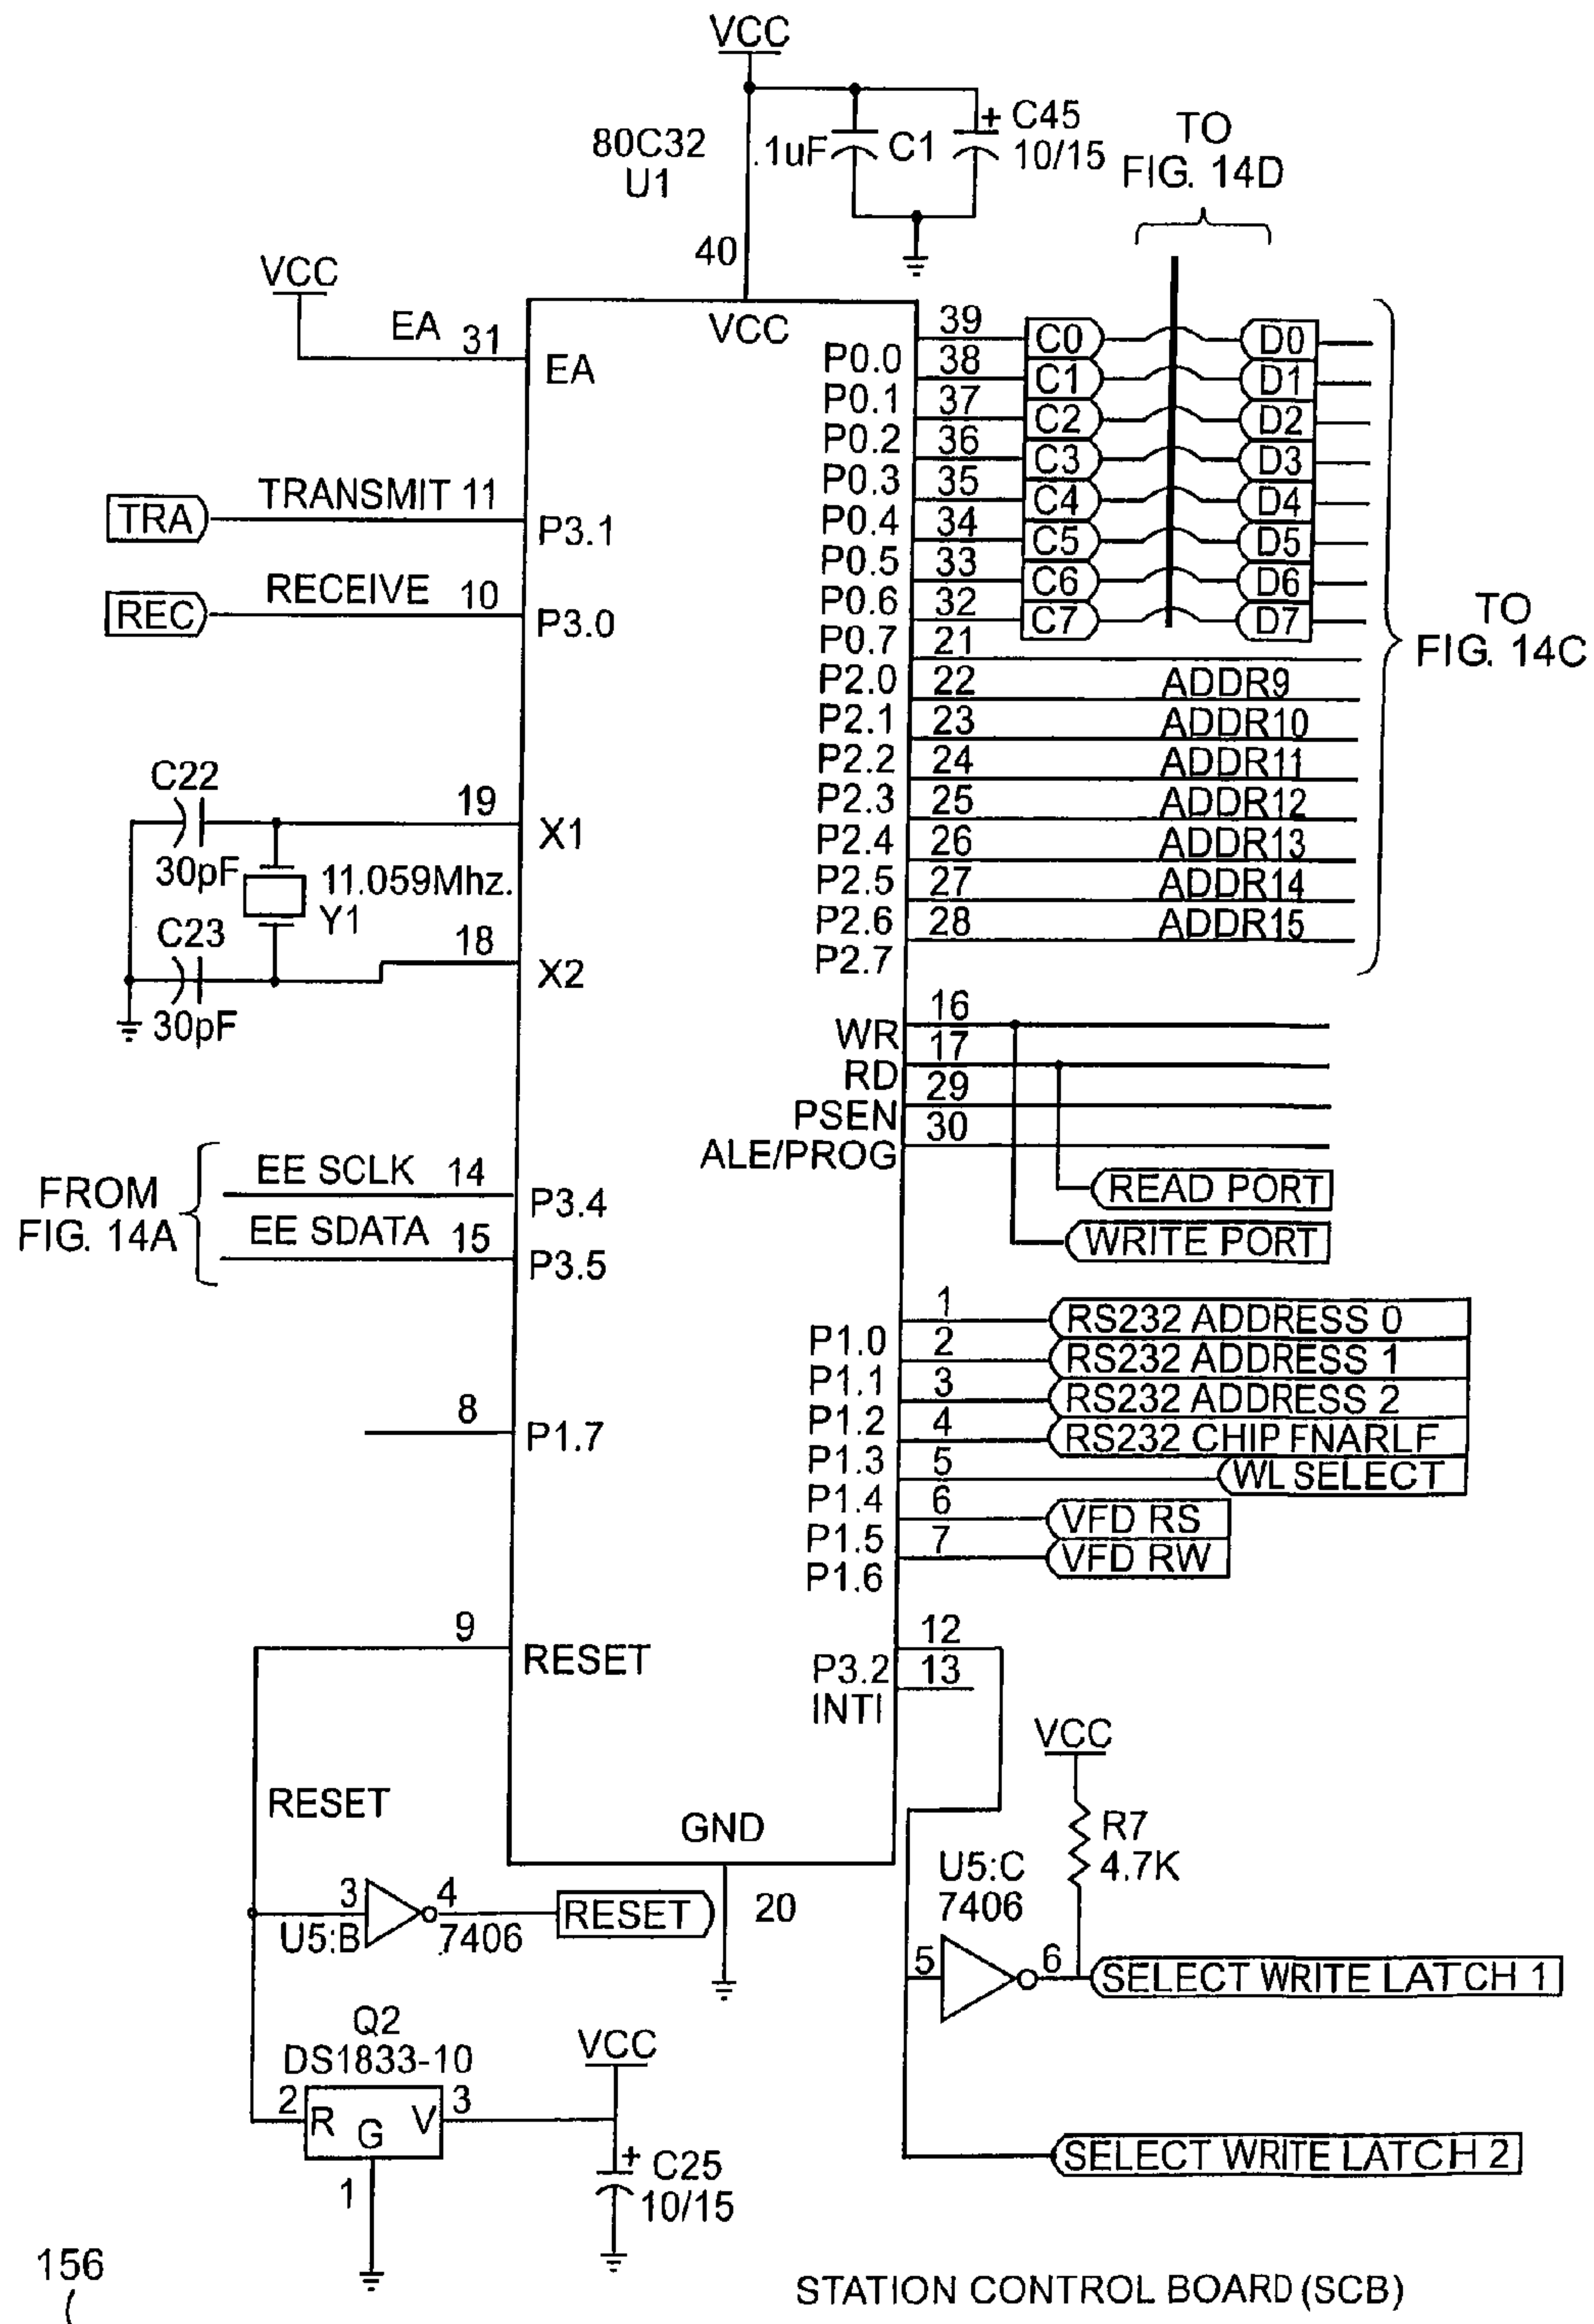 VCC
80C32
U1
.1uF
C1
+
C45
10/15
TO
FIG. 14D
40
VCC
VCC
EA
31
EA
39
P0.0
C0
D0
38
P0.1
C1
D1
37
P0.2
C2
D2
36
P0.3
C3
D3
35
P0.4
C4
D4
34
P0.5
C5
D5
33
P0.6
C6
D6
32
P0.7
C7
D7
TO
FIG. 14C
TRA
TRANSMIT
11
P3.1
REC
RECEIVE
10
P3.0
21
P2.0
22
ADDR9
P2.1
23
ADDR10
P2.2
24
ADDR11
P2.3
25
ADDR12
P2.4
26
ADDR13
P2.5
27
ADDR14
P2.6
28
ADDR15
P2.7
C22
30pF
19
X1
11.059Mhz.
Y1
C23
30pF
18
X2
16
WR
17
RD
29
PSEN
30
ALE/PROG
READ PORT
WRITE PORT
FROM
FIG. 14A
EE SCLK
14
P3.4
EE SDATA
15
P3.5
1
RS232 ADDRESS 0
P1.0
2
RS232 ADDRESS 1
P1.1
3
RS232 ADDRESS 2
P1.2
4
RS232 CHIP FNARLF
P1.3
5
WL SELECT
P1.4
6
VFD RS
P1.5
7
VFD RW
P1.6
8
P1.7
9
RESET
12
P3.2
13
INTI
RESET
GND
20
3
4
U5:B
7406
RESET
VCC
R7
4.7K
U5:C
7406
5
6
SELECT WRITE LATCH 1
Q2
DS1833-10
2
R
G
V
3
1
VCC
+
C25
10/15
SELECT WRITE LATCH 2
156
STATION CONTROL BOARD (SCB)